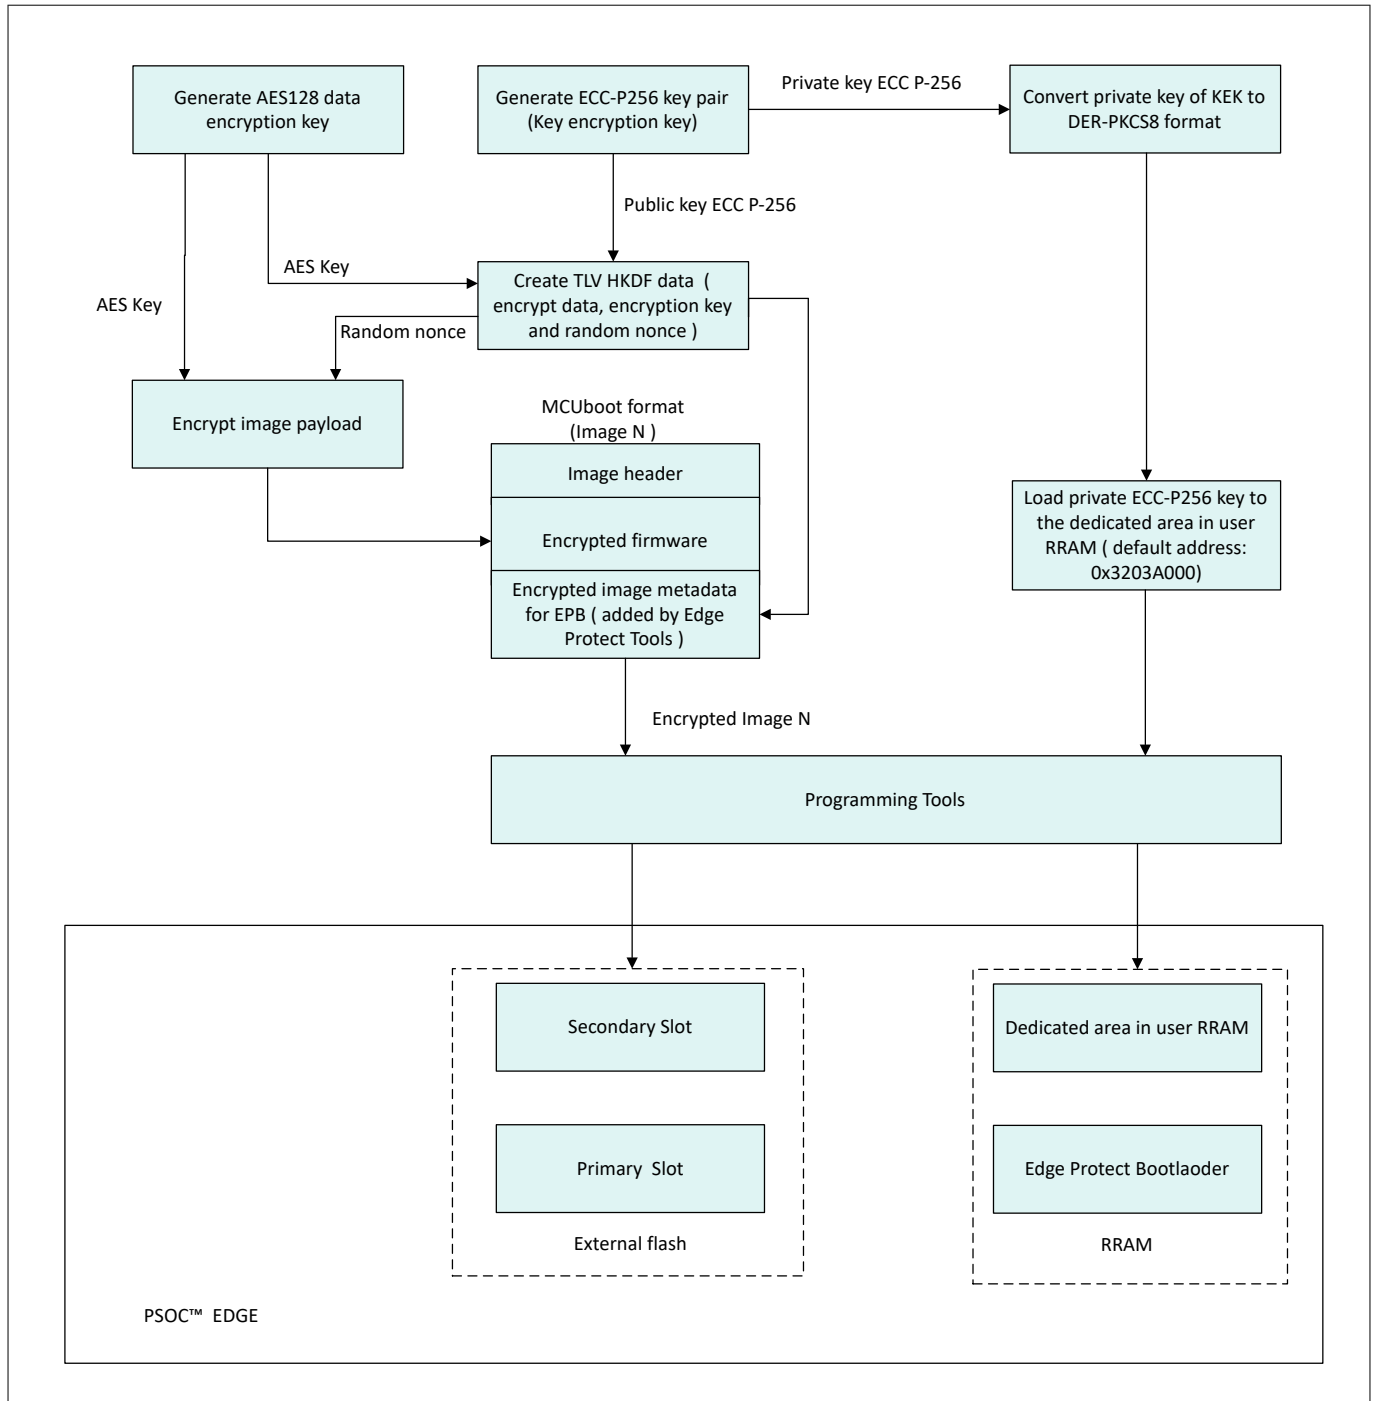 Generate AES128 data
encryption key
Generate ECC-P256 key pair
(Key encryption key)
Private key ECC P-256
Convert private key of KEK to
DER-PKCS8 format
Public key ECC P-256
AES Key
AES Key
Create TLV HKDF data  (
encrypt data, encryption key
and random nonce )
Random nonce
Encrypt image payload
MCUboot format
(Image N )
Image header
Encrypted firmware
Encrypted image metadata
for EPB ( added by Edge
Protect Tools )
Load private ECC-P256 key to
the dedicated area in user
RRAM ( default address:
0x3203A000)
Encrypted Image N
Programming Tools
Secondary Slot
Primary  Slot
External flash
Dedicated area in user RRAM
Edge Protect Bootlaoder
RRAM
PSOC™  EDGE